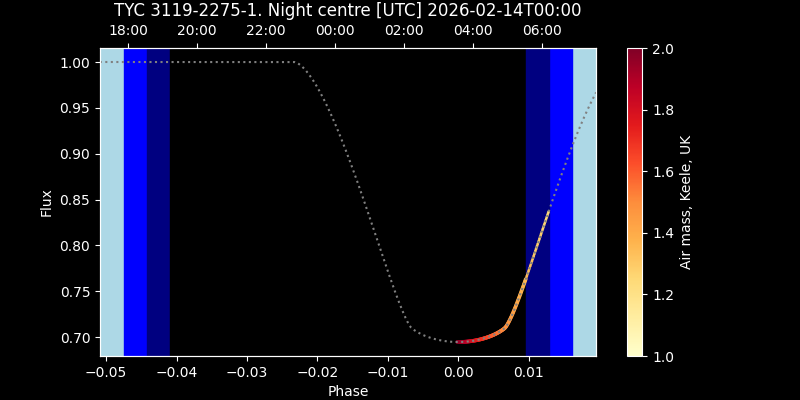 TYC 3119-2275-1. Night centre [UTC] 2026-02-14T00:00
18:00 20:00 22:00 00:00 02:00 04:00 06:00
1.00
0.95
0.90
0.85
0.80
0.75
0.70
Flux
−0.05 −0.04 −0.03 −0.02 −0.01 0.00 0.01
Phase
2.0
1.8
1.6
1.4
1.2
1.0
Air mass, Keele, UK